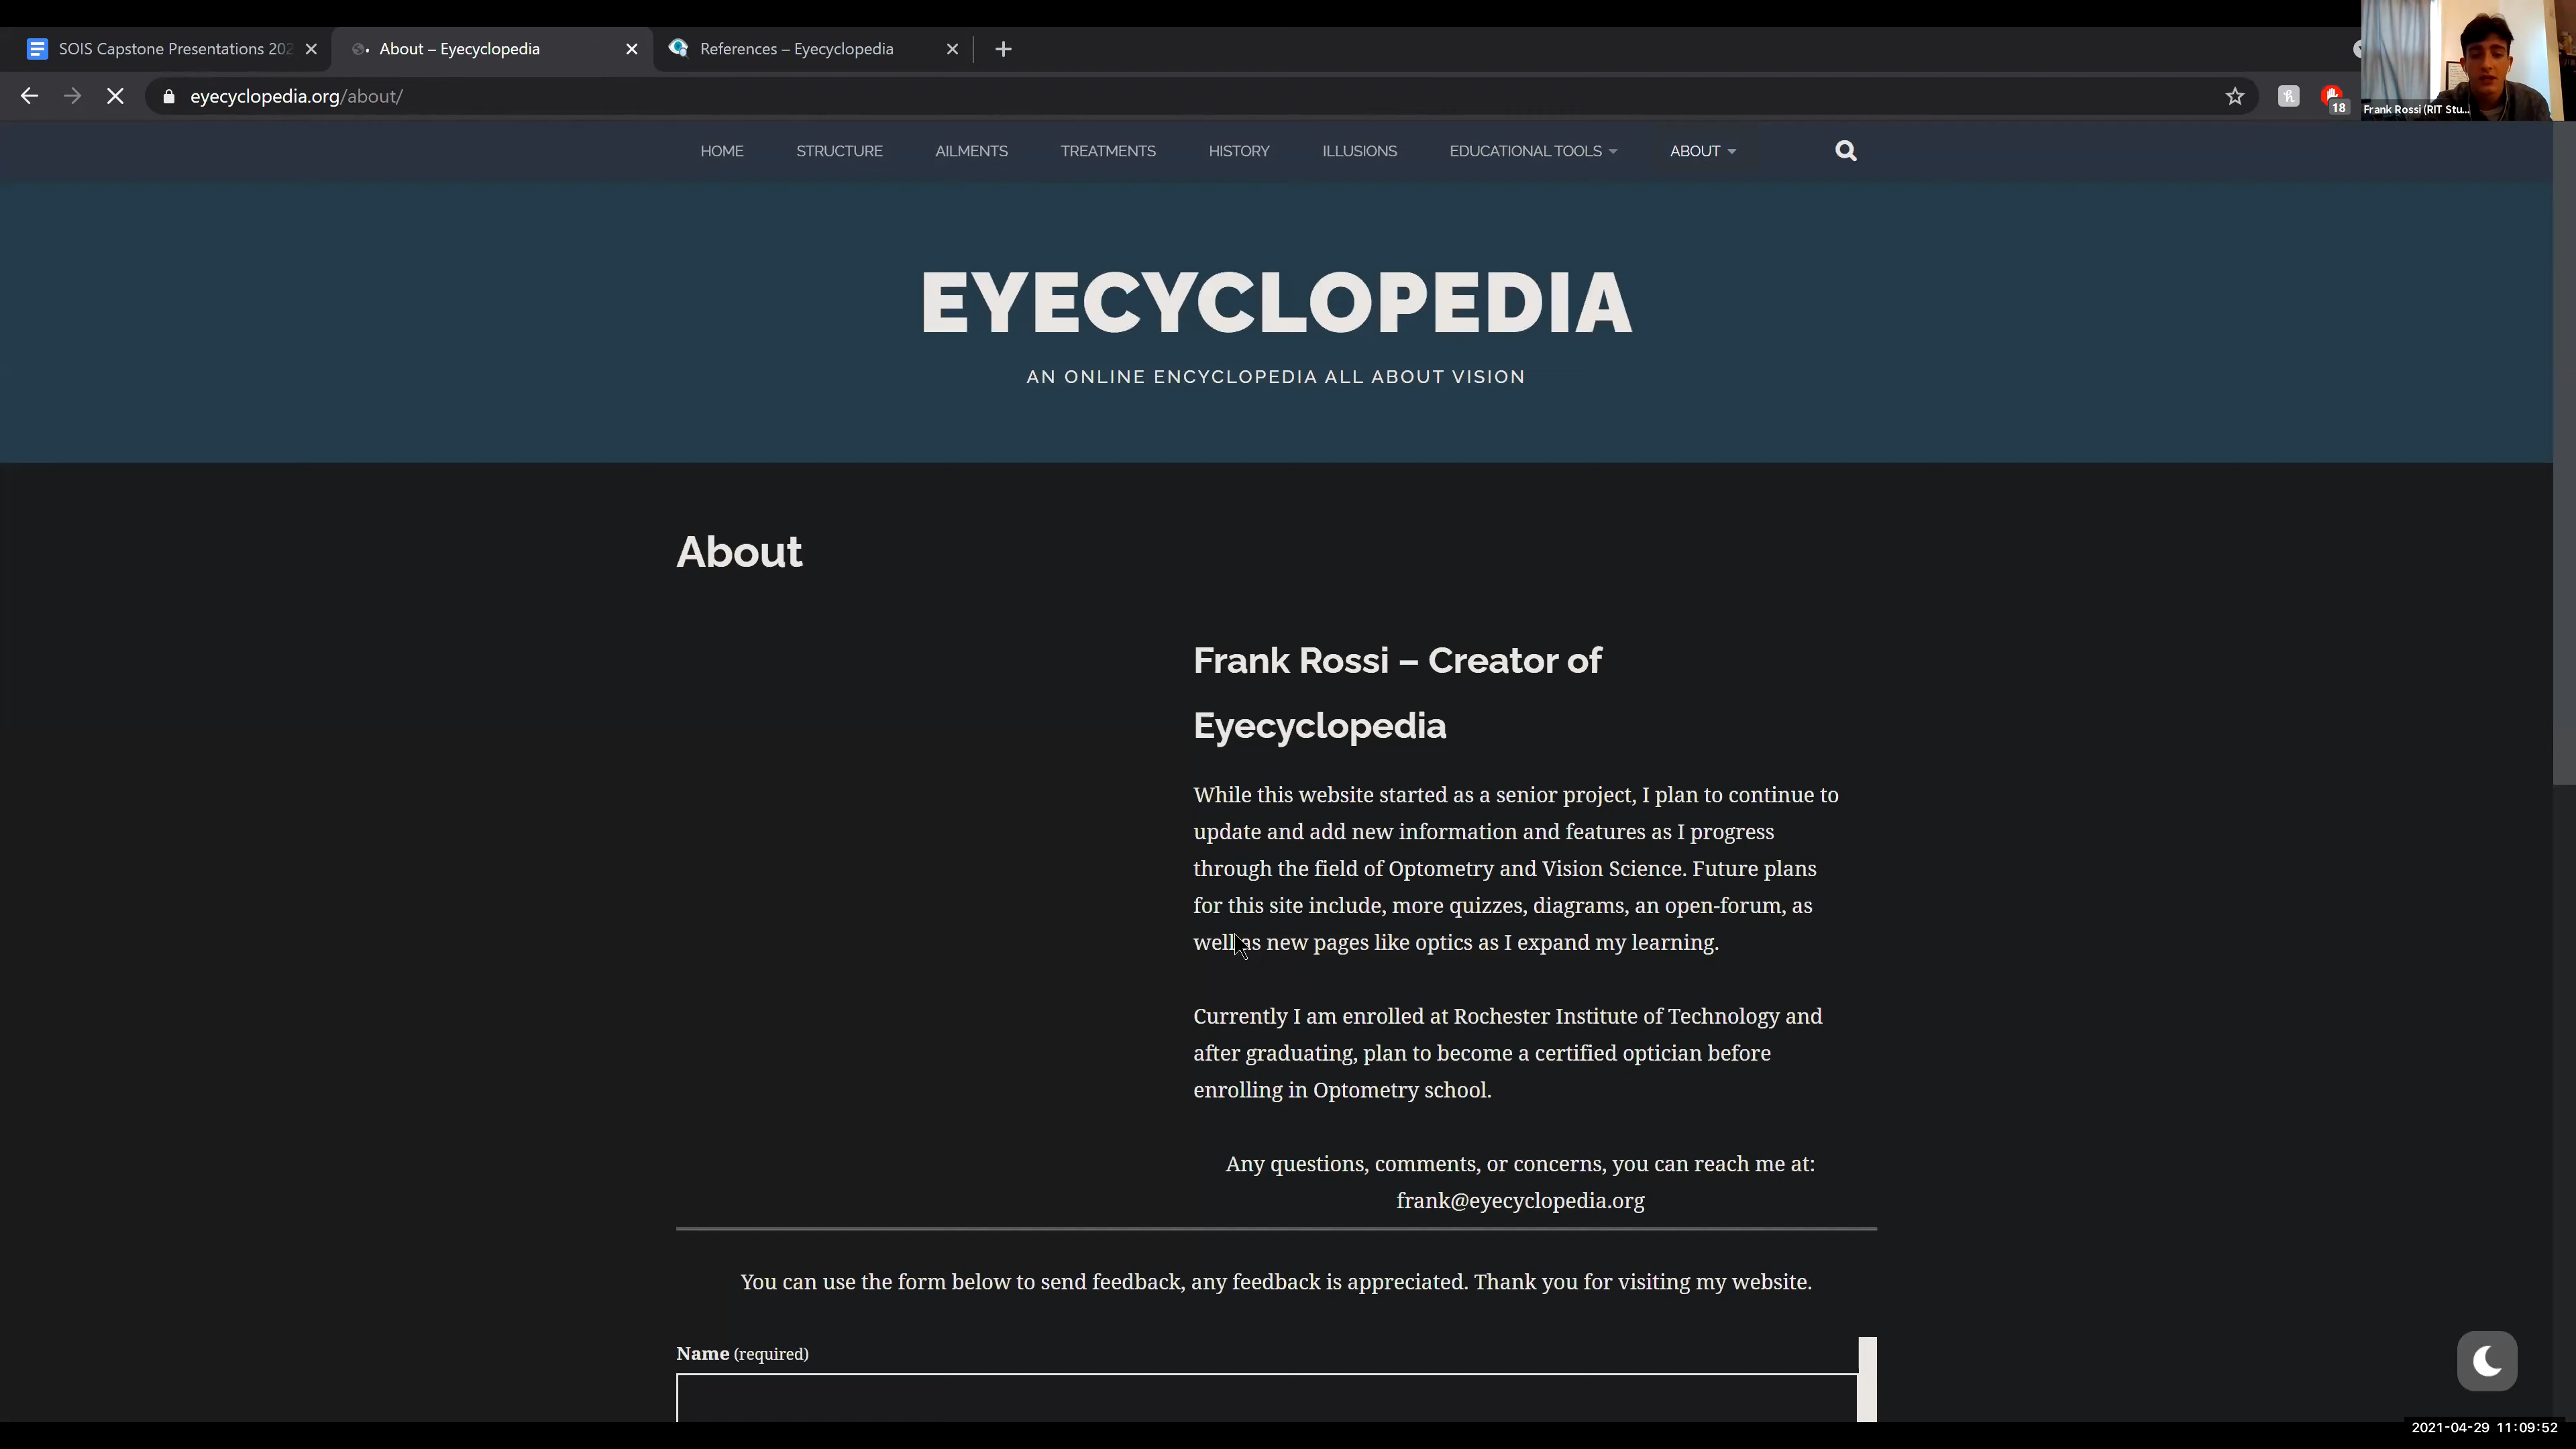 SOIS Capstone Presentations 202
About – Eyecyclopedia
References – Eyecyclopedia
eyecyclopedia.org/about/
18
Frank Rossi (RIT Stu...
HOME
STRUCTURE
AILMENTS
TREATMENTS
HISTORY
ILLUSIONS
EDUCATIONAL TOOLS
ABOUT
EYECYCLOPEDIA
AN ONLINE ENCYCLOPEDIA ALL ABOUT VISION
About
Frank Rossi – Creator of
Eyecyclopedia
While this website started as a senior project, I plan to continue to
update and add new information and features as I progress
through the field of Optometry and Vision Science. Future plans
for this site include, more quizzes, diagrams, an open-forum, as
well as new pages like optics as I expand my learning.
Currently I am enrolled at Rochester Institute of Technology and
after graduating, plan to become a certified optician before
enrolling in Optometry school.
Any questions, comments, or concerns, you can reach me at:
frank@eyecyclopedia.org
You can use the form below to send feedback, any feedback is appreciated. Thank you for visiting my website.
Name (required)
2021-04-29 11:09:52